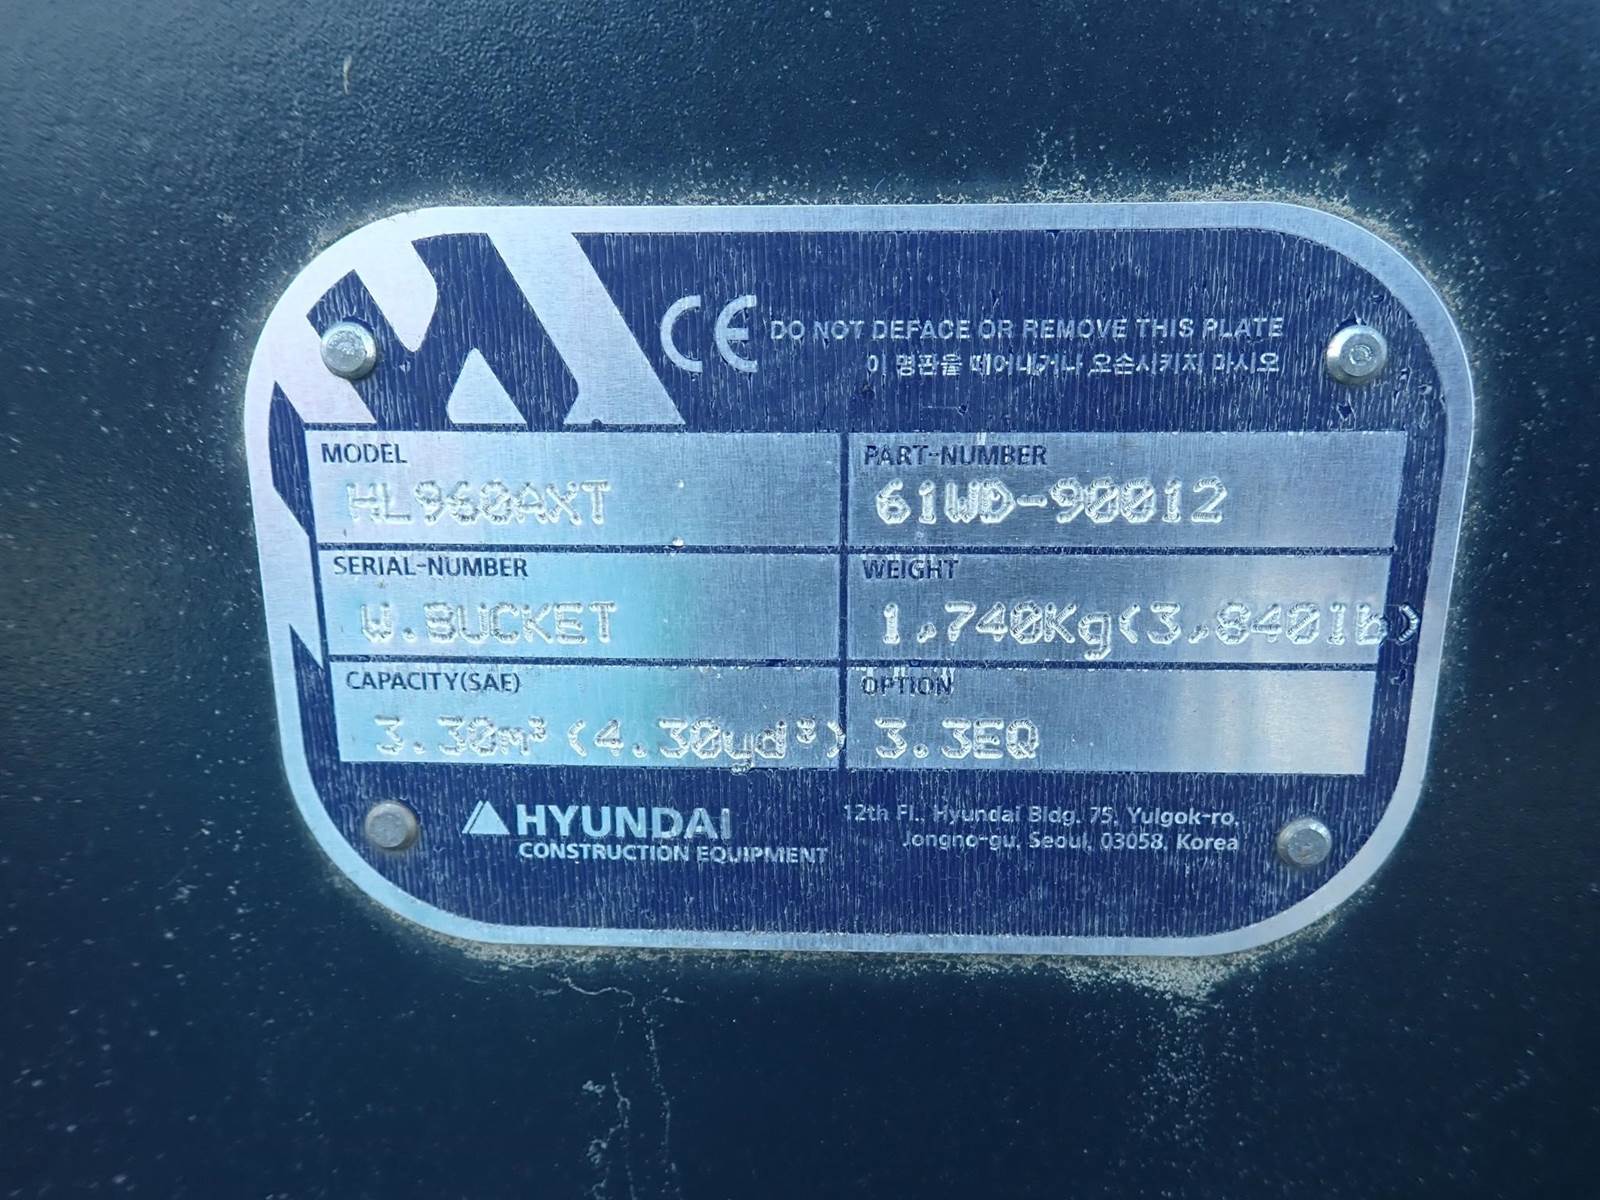 CE DO NOT DEFACE OR REMOVE THIS PLATE
이 명판을 떼어내거나 오손시키지 마시오
MODEL
HL960AXT
PART-NUMBER
61WD-90012
SERIAL-NUMBER
W.BUCKET
WEIGHT
1,740Kg(3,840lb)
CAPACITY(SAE)
3.30m³(4.30yd³)
OPTION
3.3EQ
HYUNDAI
CONSTRUCTION EQUIPMENT
12th Fl., Hyundai Bldg. 75, Yulgok-ro,
Jongno-gu, Seoul, 03058, Korea